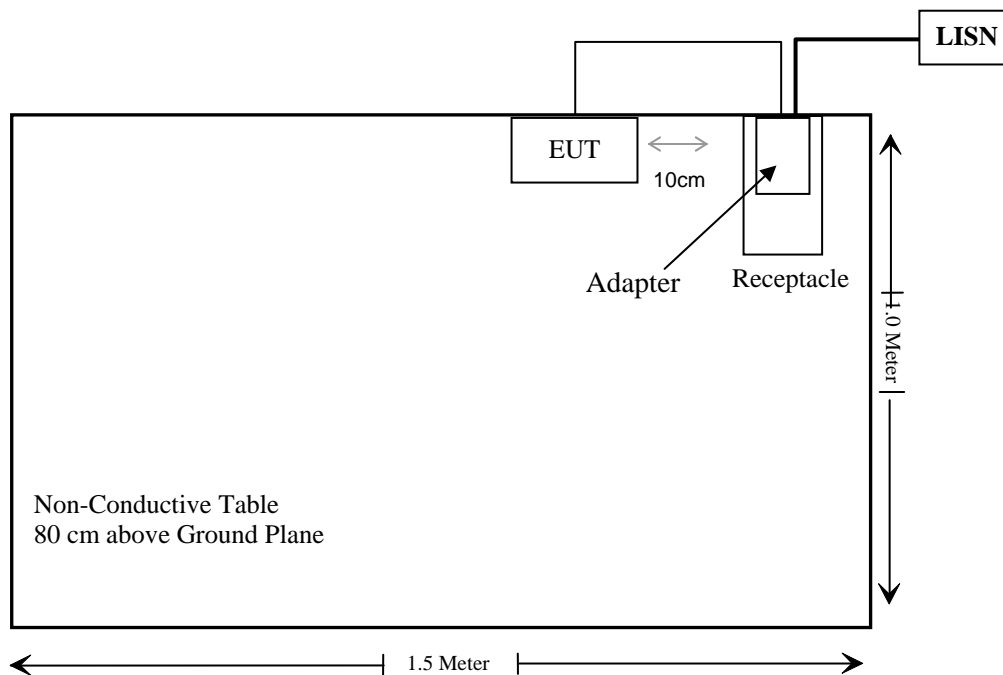 LISN
EUT
10cm
Adapter
Receptacle
1.0 Meter
Non-Conductive Table
80 cm above Ground Plane
1.5 Meter